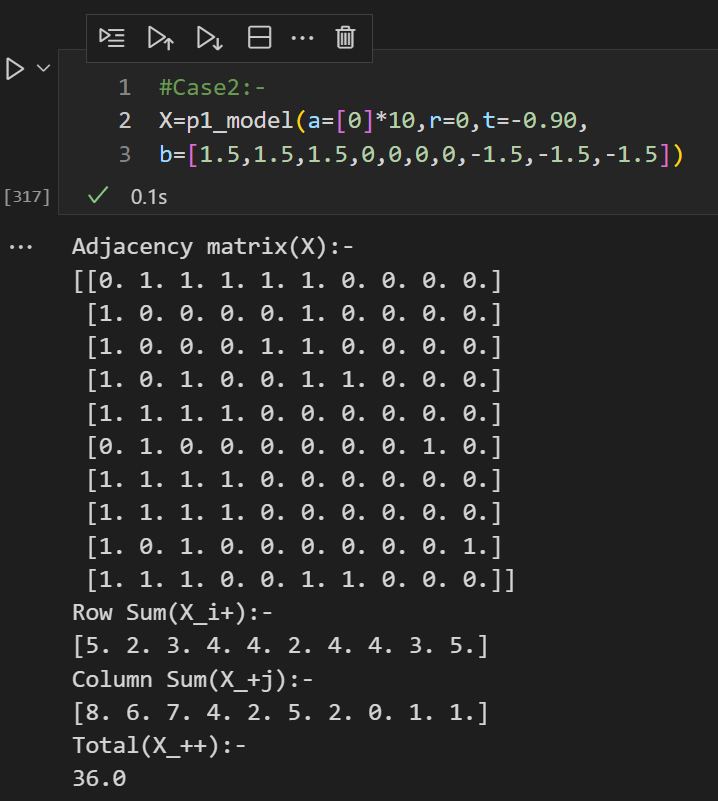 1 #Case2:-
2 X=p1_model(a=[0]*10,r=0,t=-0.90,
3 b=[1.5,1.5,1.5,0,0,0,0,-1.5,-1.5,-1.5])
[317] 0.1s
Adjacency matrix(X):-
[[0. 1. 1. 1. 1. 1. 0. 0. 0. 0.]
[1. 0. 0. 0. 0. 1. 0. 0. 0. 0.]
[1. 0. 0. 0. 1. 1. 0. 0. 0. 0.]
[1. 0. 1. 0. 0. 1. 1. 0. 0. 0.]
[1. 1. 1. 1. 0. 0. 0. 0. 0. 0.]
[0. 1. 0. 0. 0. 0. 0. 0. 1. 0.]
[1. 1. 1. 1. 0. 0. 0. 0. 0. 0.]
[1. 1. 1. 1. 0. 0. 0. 0. 0. 0.]
[1. 0. 1. 0. 0. 0. 0. 0. 0. 1.]
[1. 1. 1. 0. 0. 1. 1. 0. 0. 0.]]
Row Sum(X_i+):-
[5. 2. 3. 4. 4. 2. 4. 4. 3. 5.]
Column Sum(X_+j):-
[8. 6. 7. 4. 2. 5. 2. 0. 1. 1.]
Total(X_++):-
36.0